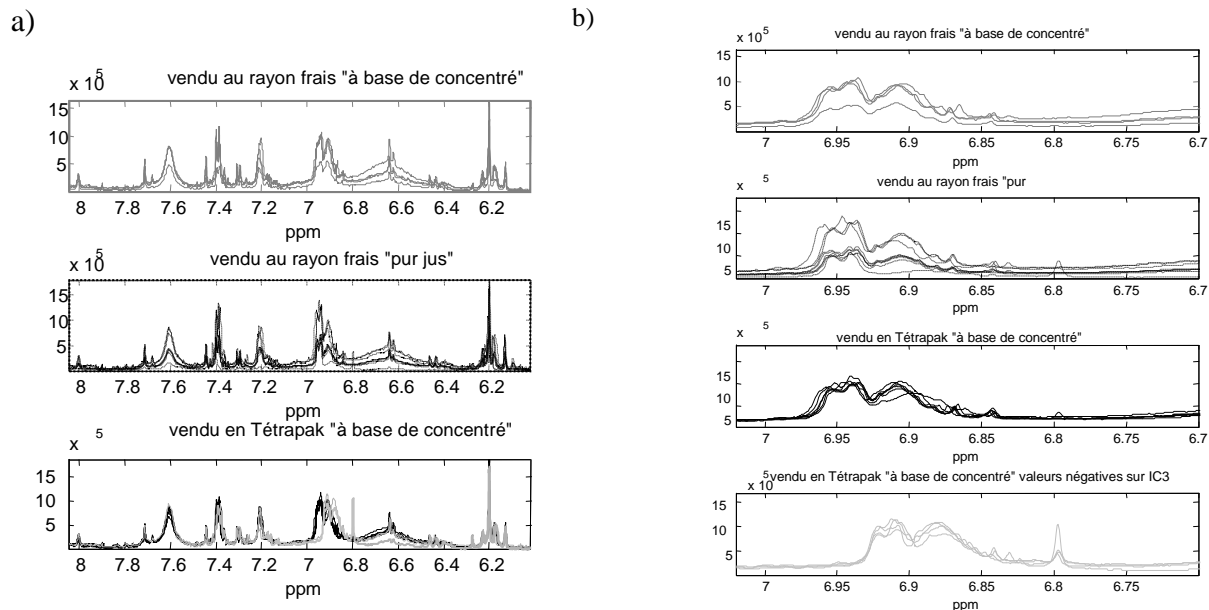 a)
x 10 5
vendu au rayon frais "à base de concentré"
15
10
5
8 7.8 7.6 7.4 7.2 7 6.8 6.6 6.4 6.2
ppm
x 10 5
vendu au rayon frais "pur jus"
15
10
5
8 7.8 7.6 7.4 7.2 7 6.8 6.6 6.4 6.2
ppm
x 5
vendu en Tétrapak "à base de concentré"
15
10
5
8 7.8 7.6 7.4 7.2 7 6.8 6.6 6.4 6.2
ppm
b)
x 10 5
vendu au rayon frais "à base de concentré"
15
10
5
7 6.95 6.9 6.85 6.8 6.75 6.7
ppm
x 5
vendu au rayon frais "pur
15
10
5
7 6.95 6.9 6.85 6.8 6.75 6.7
ppm
x 5
vendu en Tétrapak "à base de concentré"
15
10
5
7 6.95 6.9 6.85 6.8 6.75 6.7
ppm
x 10 5
vendu en Tétrapak "à base de concentré" valeurs négatives sur IC3
15
10
5
7 6.95 6.9 6.85 6.8 6.75
ppm